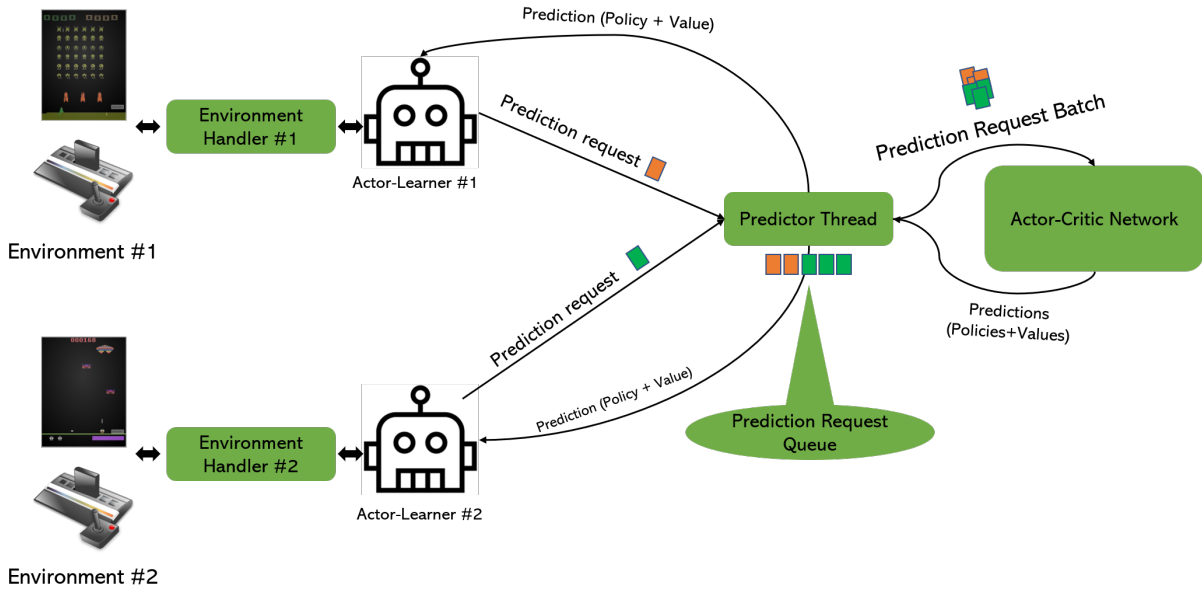 Prediction (Policy + Value)
Environment
Handler #1
Actor-Learner #1
Environment #1
Prediction request
Prediction Request Batch
Predictor Thread
Actor-Critic Network
Predictions
(Policies+Values)
Prediction request
Prediction (Policy + Value)
Prediction Request
Queue
000160
Environment
Handler #2
Actor-Learner #2
Environment #2